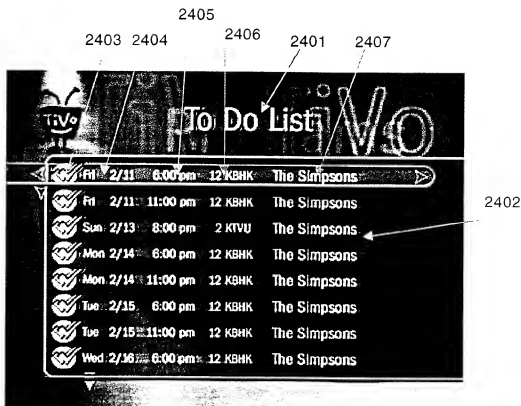 2405
2403 2404 2406 2401 2407
TiVo To Do List TiVo
Fri 2/11 6:00 pm 12 KBHK The Simpsons
Fri 2/11 11:00 pm 12 KBHK The Simpsons
2402
Sun 2/13 8:00 pm 2 KTVU The Simpsons
Mon 2/14 6:00 pm 12 KBHK The Simpsons
Mon 2/14 11:00 pm 12 KBHK The Simpsons
Tue 2/15 6:00 pm 12 KBHK The Simpsons
Tue 2/15 11:00 pm 12 KBHK The Simpsons
Wed 2/16 6:00 pm 12 KBHK The Simpsons